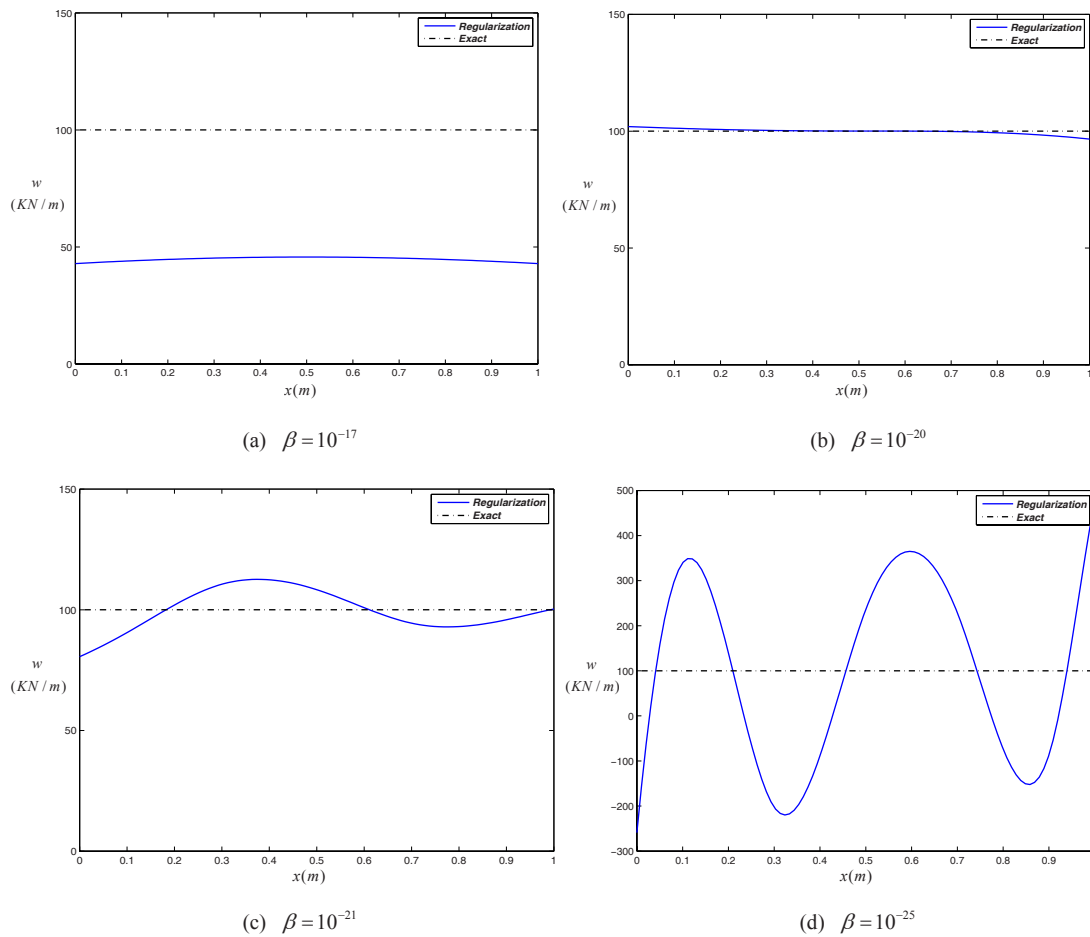 150
100
50
0
w
(KN / m)
Regularization
Exact
0 0.1 0.2 0.3 0.4 0.5 0.6 0.7 0.8 0.9 1
x(m)
(a) β = 10⁻¹⁷
150
100
50
0
w
(KN / m)
Regularization
Exact
0 0.1 0.2 0.3 0.4 0.5 0.6 0.7 0.8 0.9 1
x(m)
(b) β = 10⁻²⁰
150
100
50
0
w
(KN / m)
Regularization
Exact
0 0.1 0.2 0.3 0.4 0.5 0.6 0.7 0.8 0.9 1
x(m)
(c) β = 10⁻²¹
500
400
300
200
100
0
−100
−200
−300
w
(KN / m)
Regularization
Exact
0 0.1 0.2 0.3 0.4 0.5 0.6 0.7 0.8 0.9
x(m)
(d) β = 10⁻²⁵